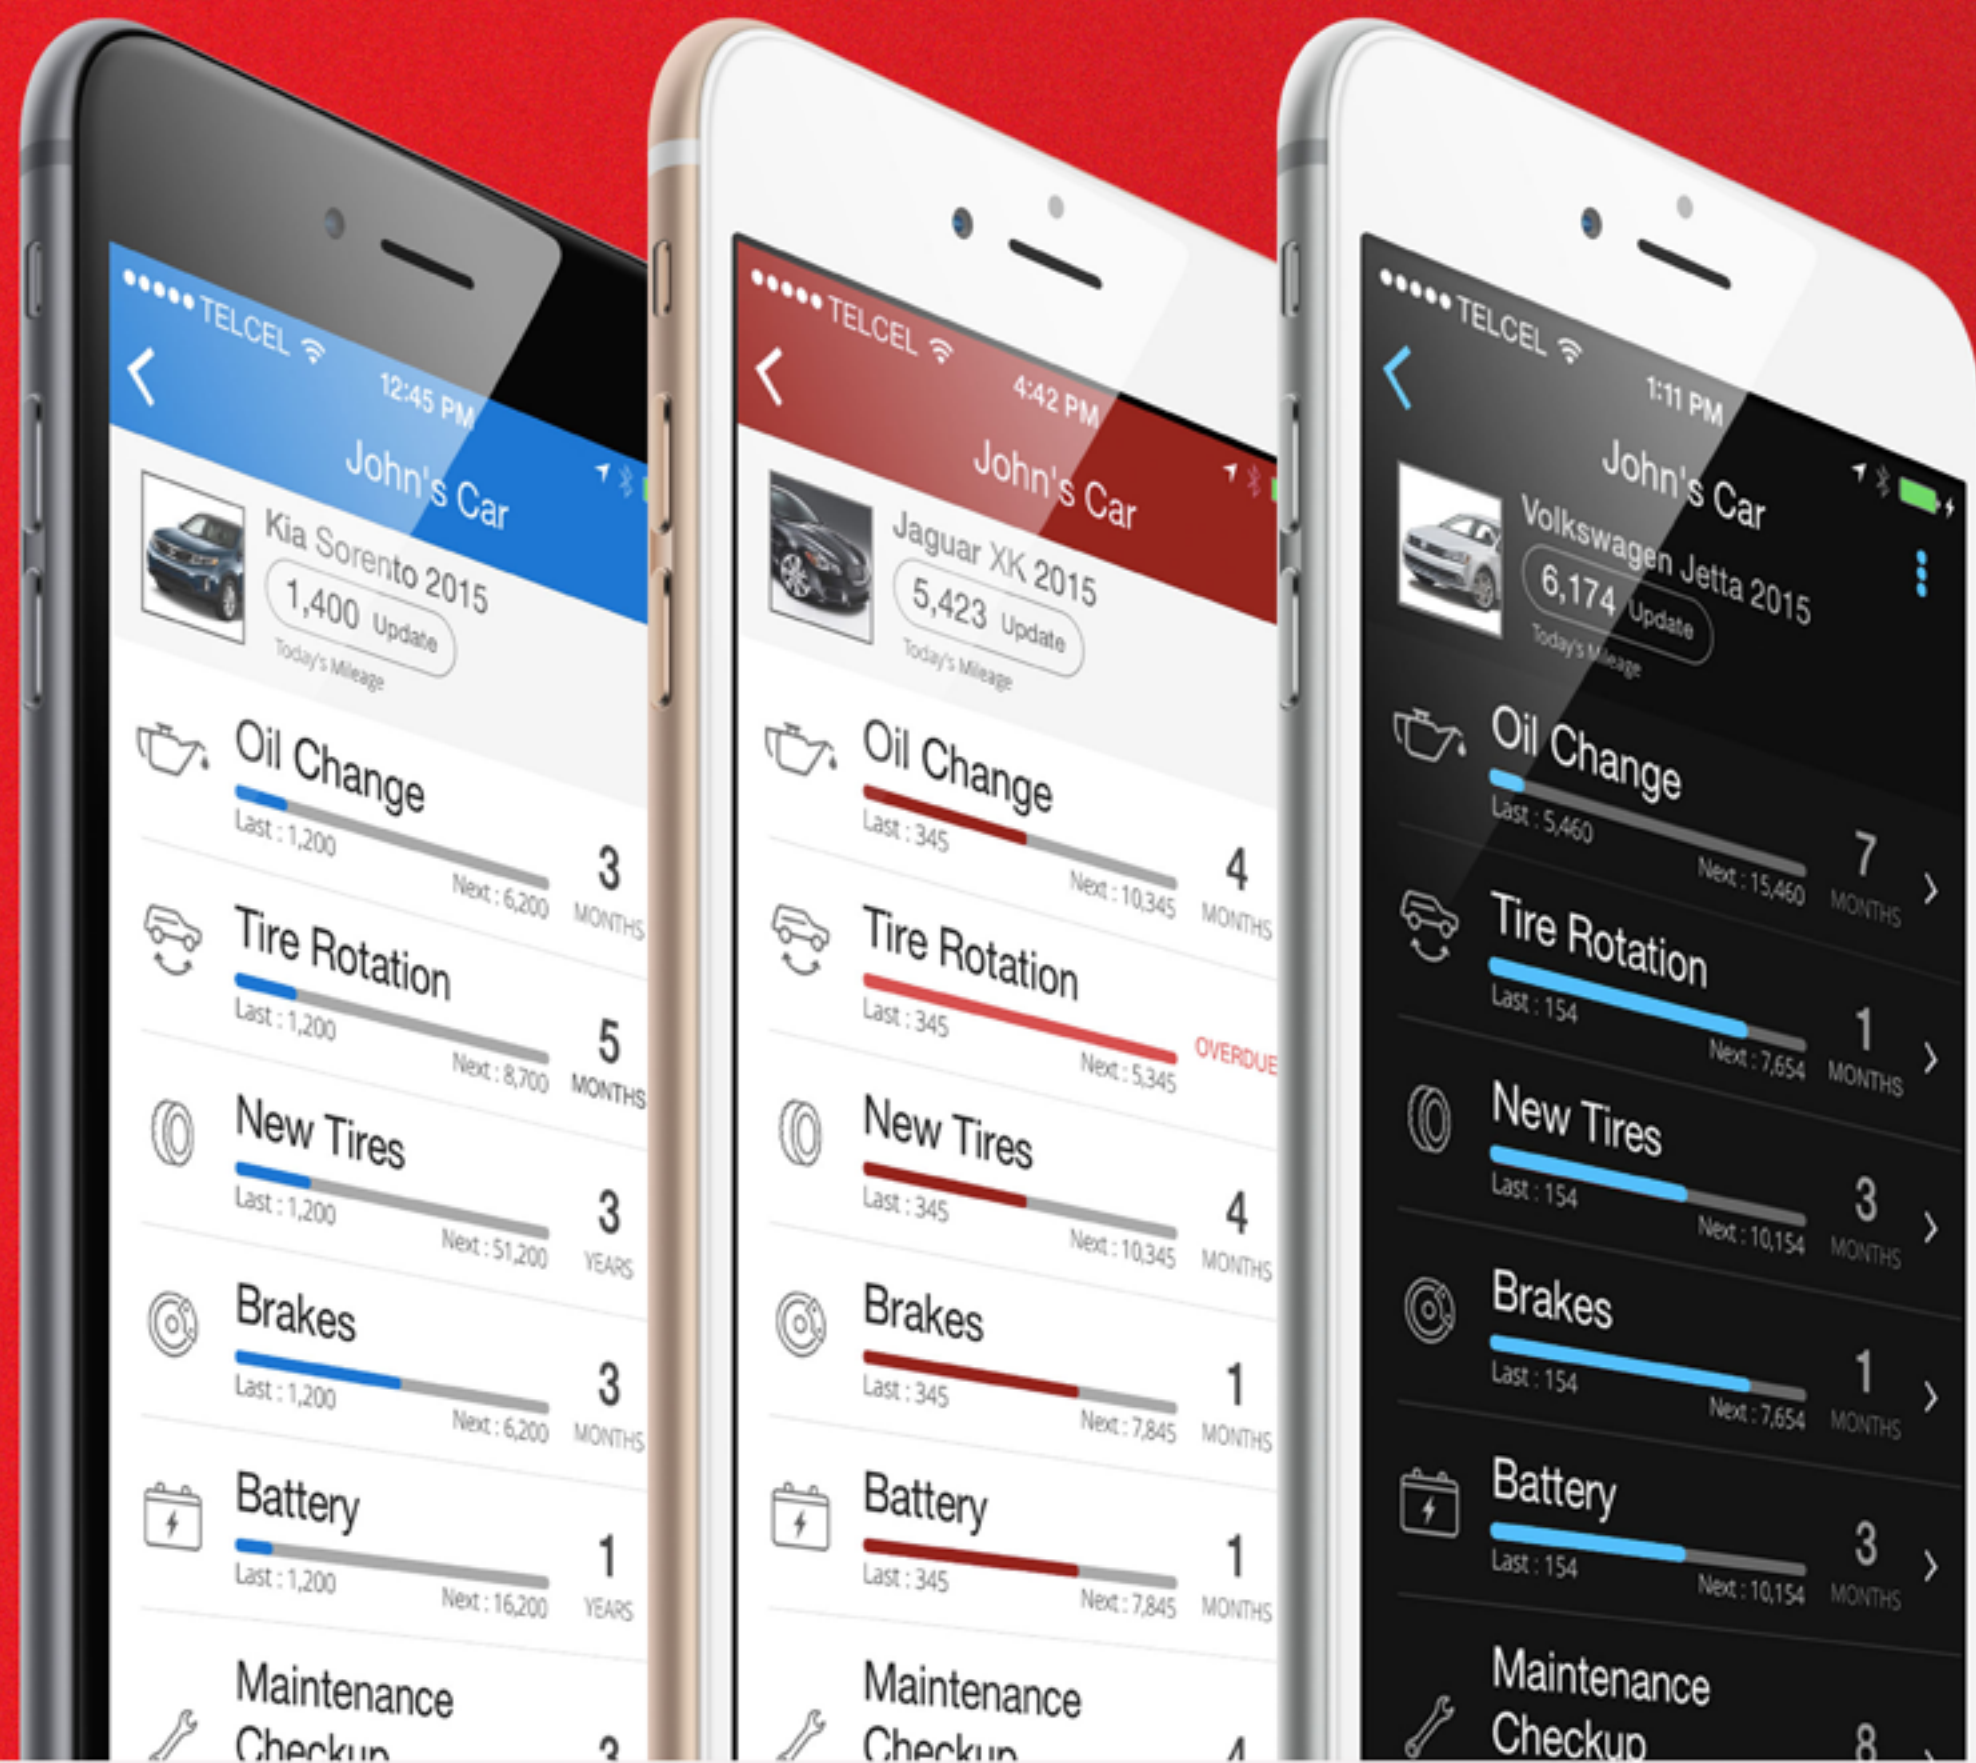 TELCEL
12:45 PM
John's Car
Kia Sorento 2015
1,400 Update
Today's Mileage
Oil Change
Last : 1,200
Next : 6,200
3
MONTHS
Tire Rotation
Last : 1,200
Next : 8,700
5
MONTHS
New Tires
Last : 1,200
Next : 51,200
3
YEARS
Brakes
Last : 1,200
Next : 6,200
3
MONTHS
Battery
Last : 1,200
Next : 16,200
1
YEARS
Maintenance
Checkup
3
TELCEL
4:42 PM
John's Car
Jaguar XK 2015
5,423 Update
Today's Mileage
Oil Change
Last : 345
Next : 10,345
4
MONTHS
Tire Rotation
Last : 345
Next : 5,345
OVERDUE
New Tires
Last : 345
Next : 10,345
4
MONTHS
Brakes
Last : 345
Next : 7,845
1
MONTHS
Battery
Last : 345
Next : 7,845
1
MONTHS
Maintenance
Checkup
4
TELCEL
1:11 PM
John's Car
Volkswagen Jetta 2015
6,174 Update
Today's Mileage
Oil Change
Last : 5,460
Next : 15,460
7
MONTHS
Tire Rotation
Last : 154
Next : 7,654
1
MONTHS
New Tires
Last : 154
Next : 10,154
3
MONTHS
Brakes
Last : 154
Next : 7,654
1
MONTHS
Battery
Last : 154
Next : 10,154
3
MONTHS
Maintenance
Checkup
8